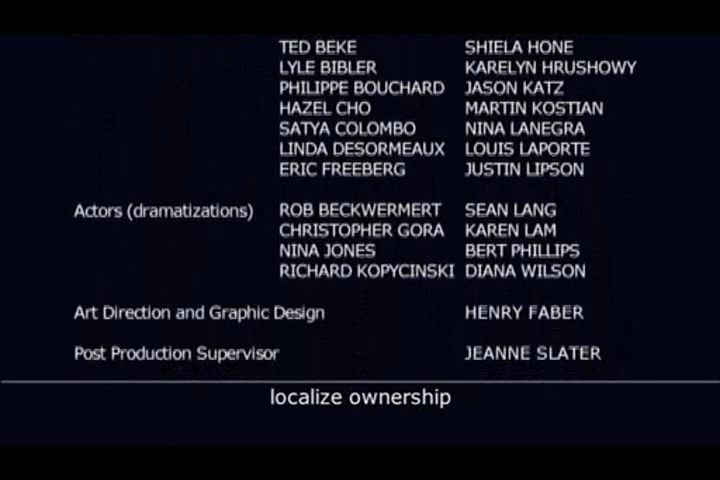 TED BEKE SHIELA HONE
LYLE BIBLER KARELYN HRUSHOWY
PHILIPPE BOUCHARD JASON KATZ
HAZEL CHO MARTIN KOSTIAN
SATYA COLOMBO NINA LANEGRA
LINDA DESORMEAUX LOUIS LAPORTE
ERIC FREEBERG JUSTIN LIPSON
Actors (dramatizations) ROB BECKWERMERT SEAN LANG
CHRISTOPHER GORA KAREN LAM
NINA JONES BERT PHILLIPS
RICHARD KOPYCINSKI DIANA WILSON
Art Direction and Graphic Design HENRY FABER
Post Production Supervisor JEANNE SLATER
localize ownership